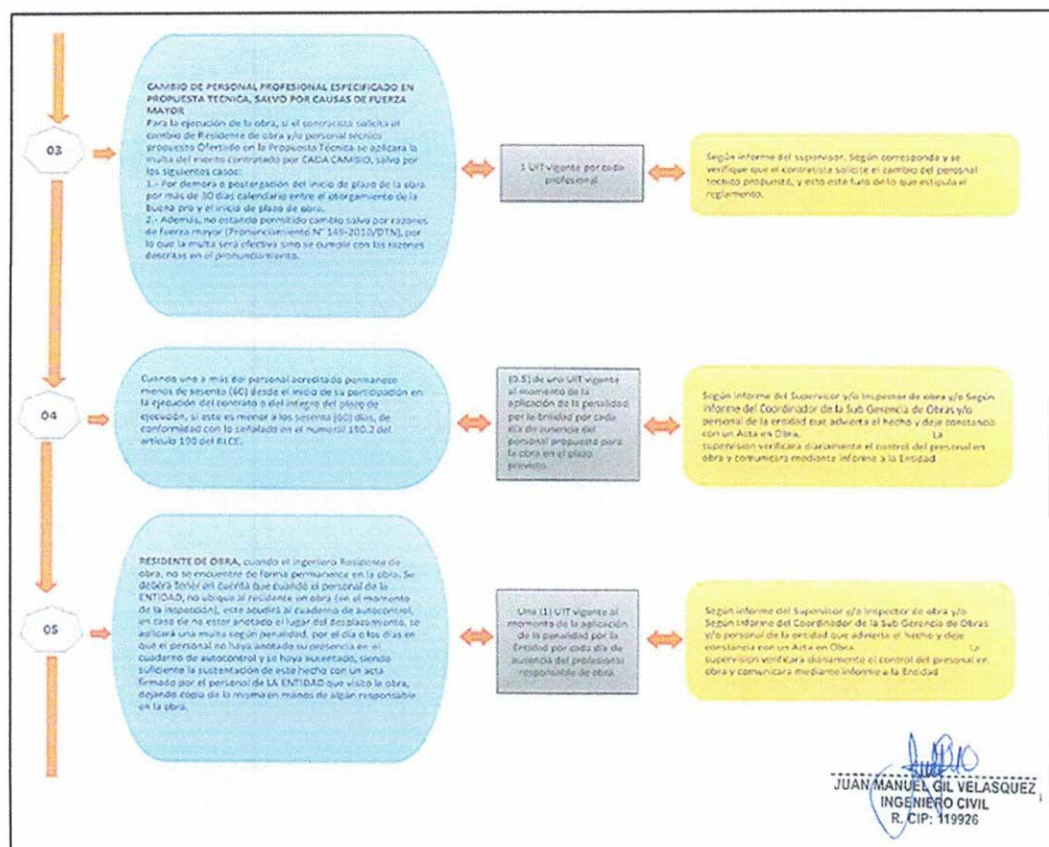 03
CAMBIO DE PERSONAL PROFESIONAL ESPECIFICADO EN
PROPUESTA TECNICA, SALVO POR CAUSAS DE FUERZA
MAYOR
Para la ejecución de la obra, si el contratista solicita el
cambio de Residente de obra y/o personal técnico
propuesto Ofertado en la Propuesta Técnica se aplicara la
multa del monto contratado por CADA CAMBIO, salvo por
los siguientes casos:
1.- Por demora o postergación del inicio de plazo de la obra
por más de 30 días calendario entre el otorgamiento de la
buena pro y el inicio de plazo de obra.
2.- Además, no estando permitido cambio salvo por razones
de fuerza mayor (Pronunciamiento N° 169-2010/DTN), por
lo que la multa será efectiva sino se cumple con las razones
descritas en el pronunciamiento.
1 UIT vigente por cada
profesional
Según informe del supervisor. Según corresponda y se
verifique que el contratista solicite el cambio del personal
tecnico propuesto, y esto este fuera de lo que estipula el
reglamento.
04
Cuando uno a más del personal acreditado permanece
menos de sesenta (60) desde el inicio de su participación en
la ejecución del contrato o del integro del plazo de
ejecución, si este es menor a los sesenta (60) días, de
conformidad con lo señalado en el numeral 190.2 del
artículo 190 del RLCE.
(0.5) de una UIT vigente
al momento de la
aplicación de la penalidad
por la Entidad por cada
día de ausencia del
personal propuesto para
la obra en el plazo
previsto.
Según informe del Supervisor y/o Inspector de obra y/o Según
informe del Coordinador de la Sub Gerencia de Obras y/o
personal de la entidad que advierta el hecho y deje constancia
con un Acta en Obra. La
supervisión verificara diariamente el control del personal en
obra y comunicara mediante informe a la Entidad
05
RESIDENTE DE OBRA, cuando el ingeniero Residente de
obra, no se encuentre de forma permanente en la obra. Se
deberá tener en cuenta que cuando el personal de la
ENTIDAD, no ubique al residente en obra (en el momento
de la inspección), este acudirá al cuaderno de autocontrol,
en caso de no estar anotado el lugar del desplazamiento, se
aplicará una multa según penalidad, por el día o los días en
que el personal no haya anotado su presencia en el
cuaderno de autocontrol y se haya ausentado, siendo
suficiente la sustentación de este hecho con un acta
firmado por el personal de LA ENTIDAD que visito la obra,
dejando copia de la misma en manos de algún responsable
en la obra.
Una (1) UIT vigente al
momento de la aplicación
de la penalidad por la
Entidad por cada día de
ausencia del profesional
responsable de obra.
Según informe del Supervisor y/o Inspector de obra y/o
Según Informe del Coordinador de la Sub Gerencia de Obras
y/o personal de la entidad que advierta el hecho y deje
constancia con un Acta en Obra. La
supervisión verificara diariamente el control del personal en
obra y comunicara mediante informe a la Entidad
JUAN MANUEL GIL VELASQUEZ
INGENIERO CIVIL
R. CIP: 119926